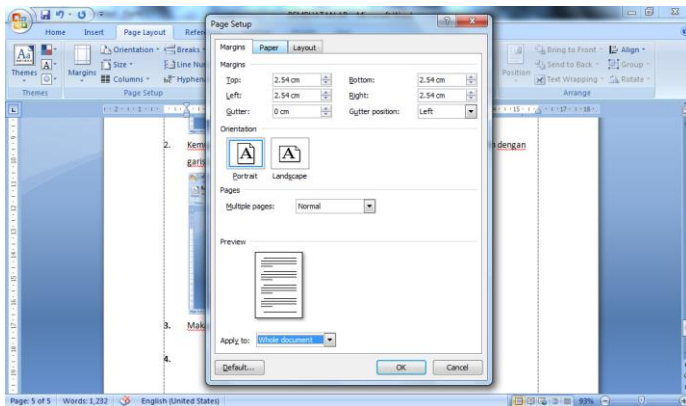 Page Setup
Home Insert Page Layout
Orientation Breaks
Size Line
Columns Hyphen
Themes
Margins
Themes
Page Setup
Bring to Front Align
Send to Back Group
Text Wrapping Rotate
Position
Arrange
Margins Paper Layout
Margins
Top: 2.54 cm Bottom: 2.54 cm
Left: 2.54 cm Right: 2.54 cm
Gutter: 0 cm Gutter position: Left
Orientation
Portrait Landscape
Pages
Multiple pages: Normal
Preview
Apply to: Whole document
Default... OK Cancel
2. dengan
garis
3.
4.
Page: 5 of 5 Words: 1,232 English (United States) 93%